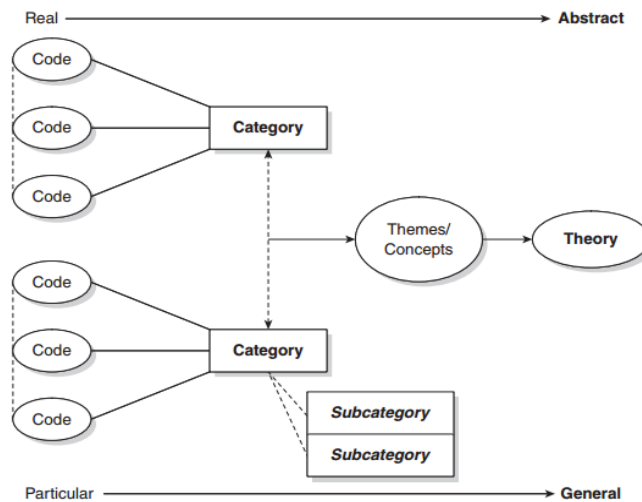 Real
Abstract
Code
Code
Category
Code
Themes/
Concepts
Theory
Code
Code
Category
Code
Subcategory
Subcategory
Particular
General